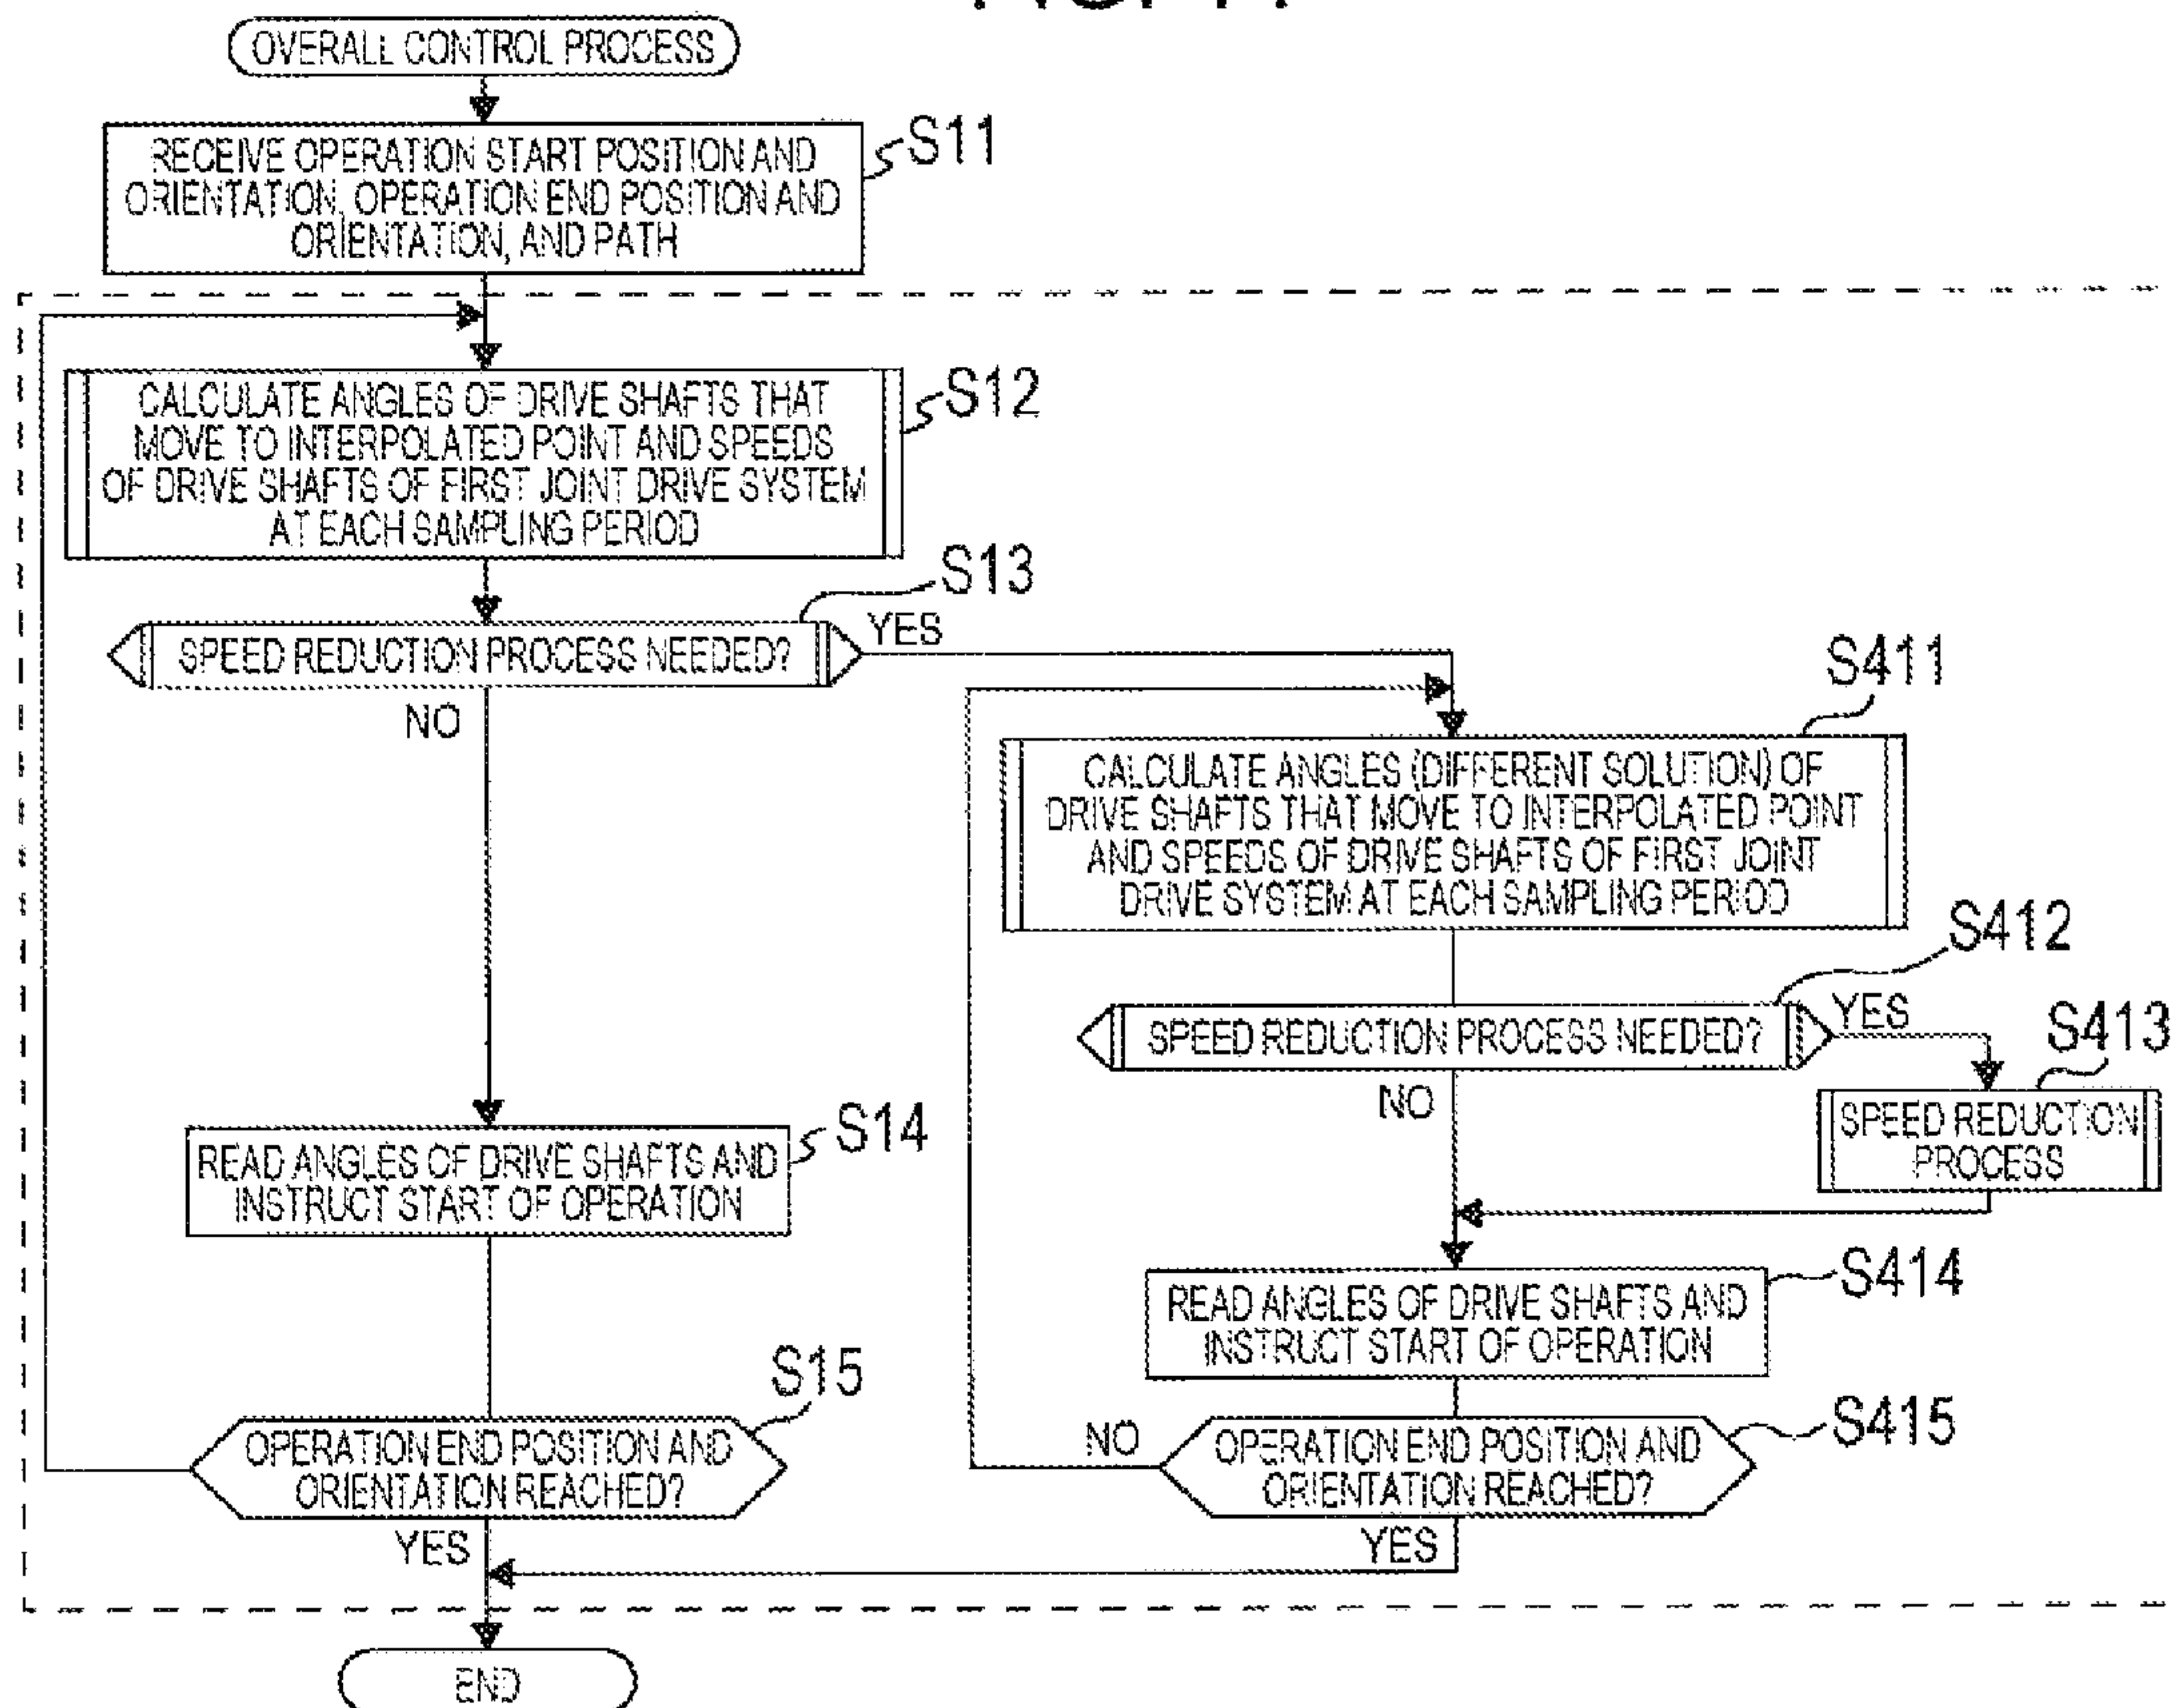 OVERALL CONTROL PROCESS
S11
RECEIVE OPERATION START POSITION AND
ORIENTATION, OPERATION END POSITION AND
ORIENTATION, AND PATH
S12
CALCULATE ANGLES OF DRIVE SHAFTS THAT
MOVE TO INTERPOLATED POINT AND SPEEDS
OF DRIVE SHAFTS OF FIRST JOINT DRIVE SYSTEM
AT EACH SAMPLING PERIOD
S13
SPEED REDUCTION PROCESS NEEDED?
YES
NO
S411
CALCULATE ANGLES (DIFFERENT SOLUTION) OF
DRIVE SHAFTS THAT MOVE TO INTERPOLATED POINT
AND SPEEDS OF DRIVE SHAFTS OF FIRST JOINT
DRIVE SYSTEM AT EACH SAMPLING PERIOD
S412
SPEED REDUCTION PROCESS NEEDED?
YES
NO
S413
SPEED REDUCTION
PROCESS
S14
READ ANGLES OF DRIVE SHAFTS AND
INSTRUCT START OF OPERATION
S414
READ ANGLES OF DRIVE SHAFTS AND
INSTRUCT START OF OPERATION
S15
OPERATION END POSITION AND
ORIENTATION REACHED?
YES
S415
NO
OPERATION END POSITION AND
ORIENTATION REACHED?
YES
END